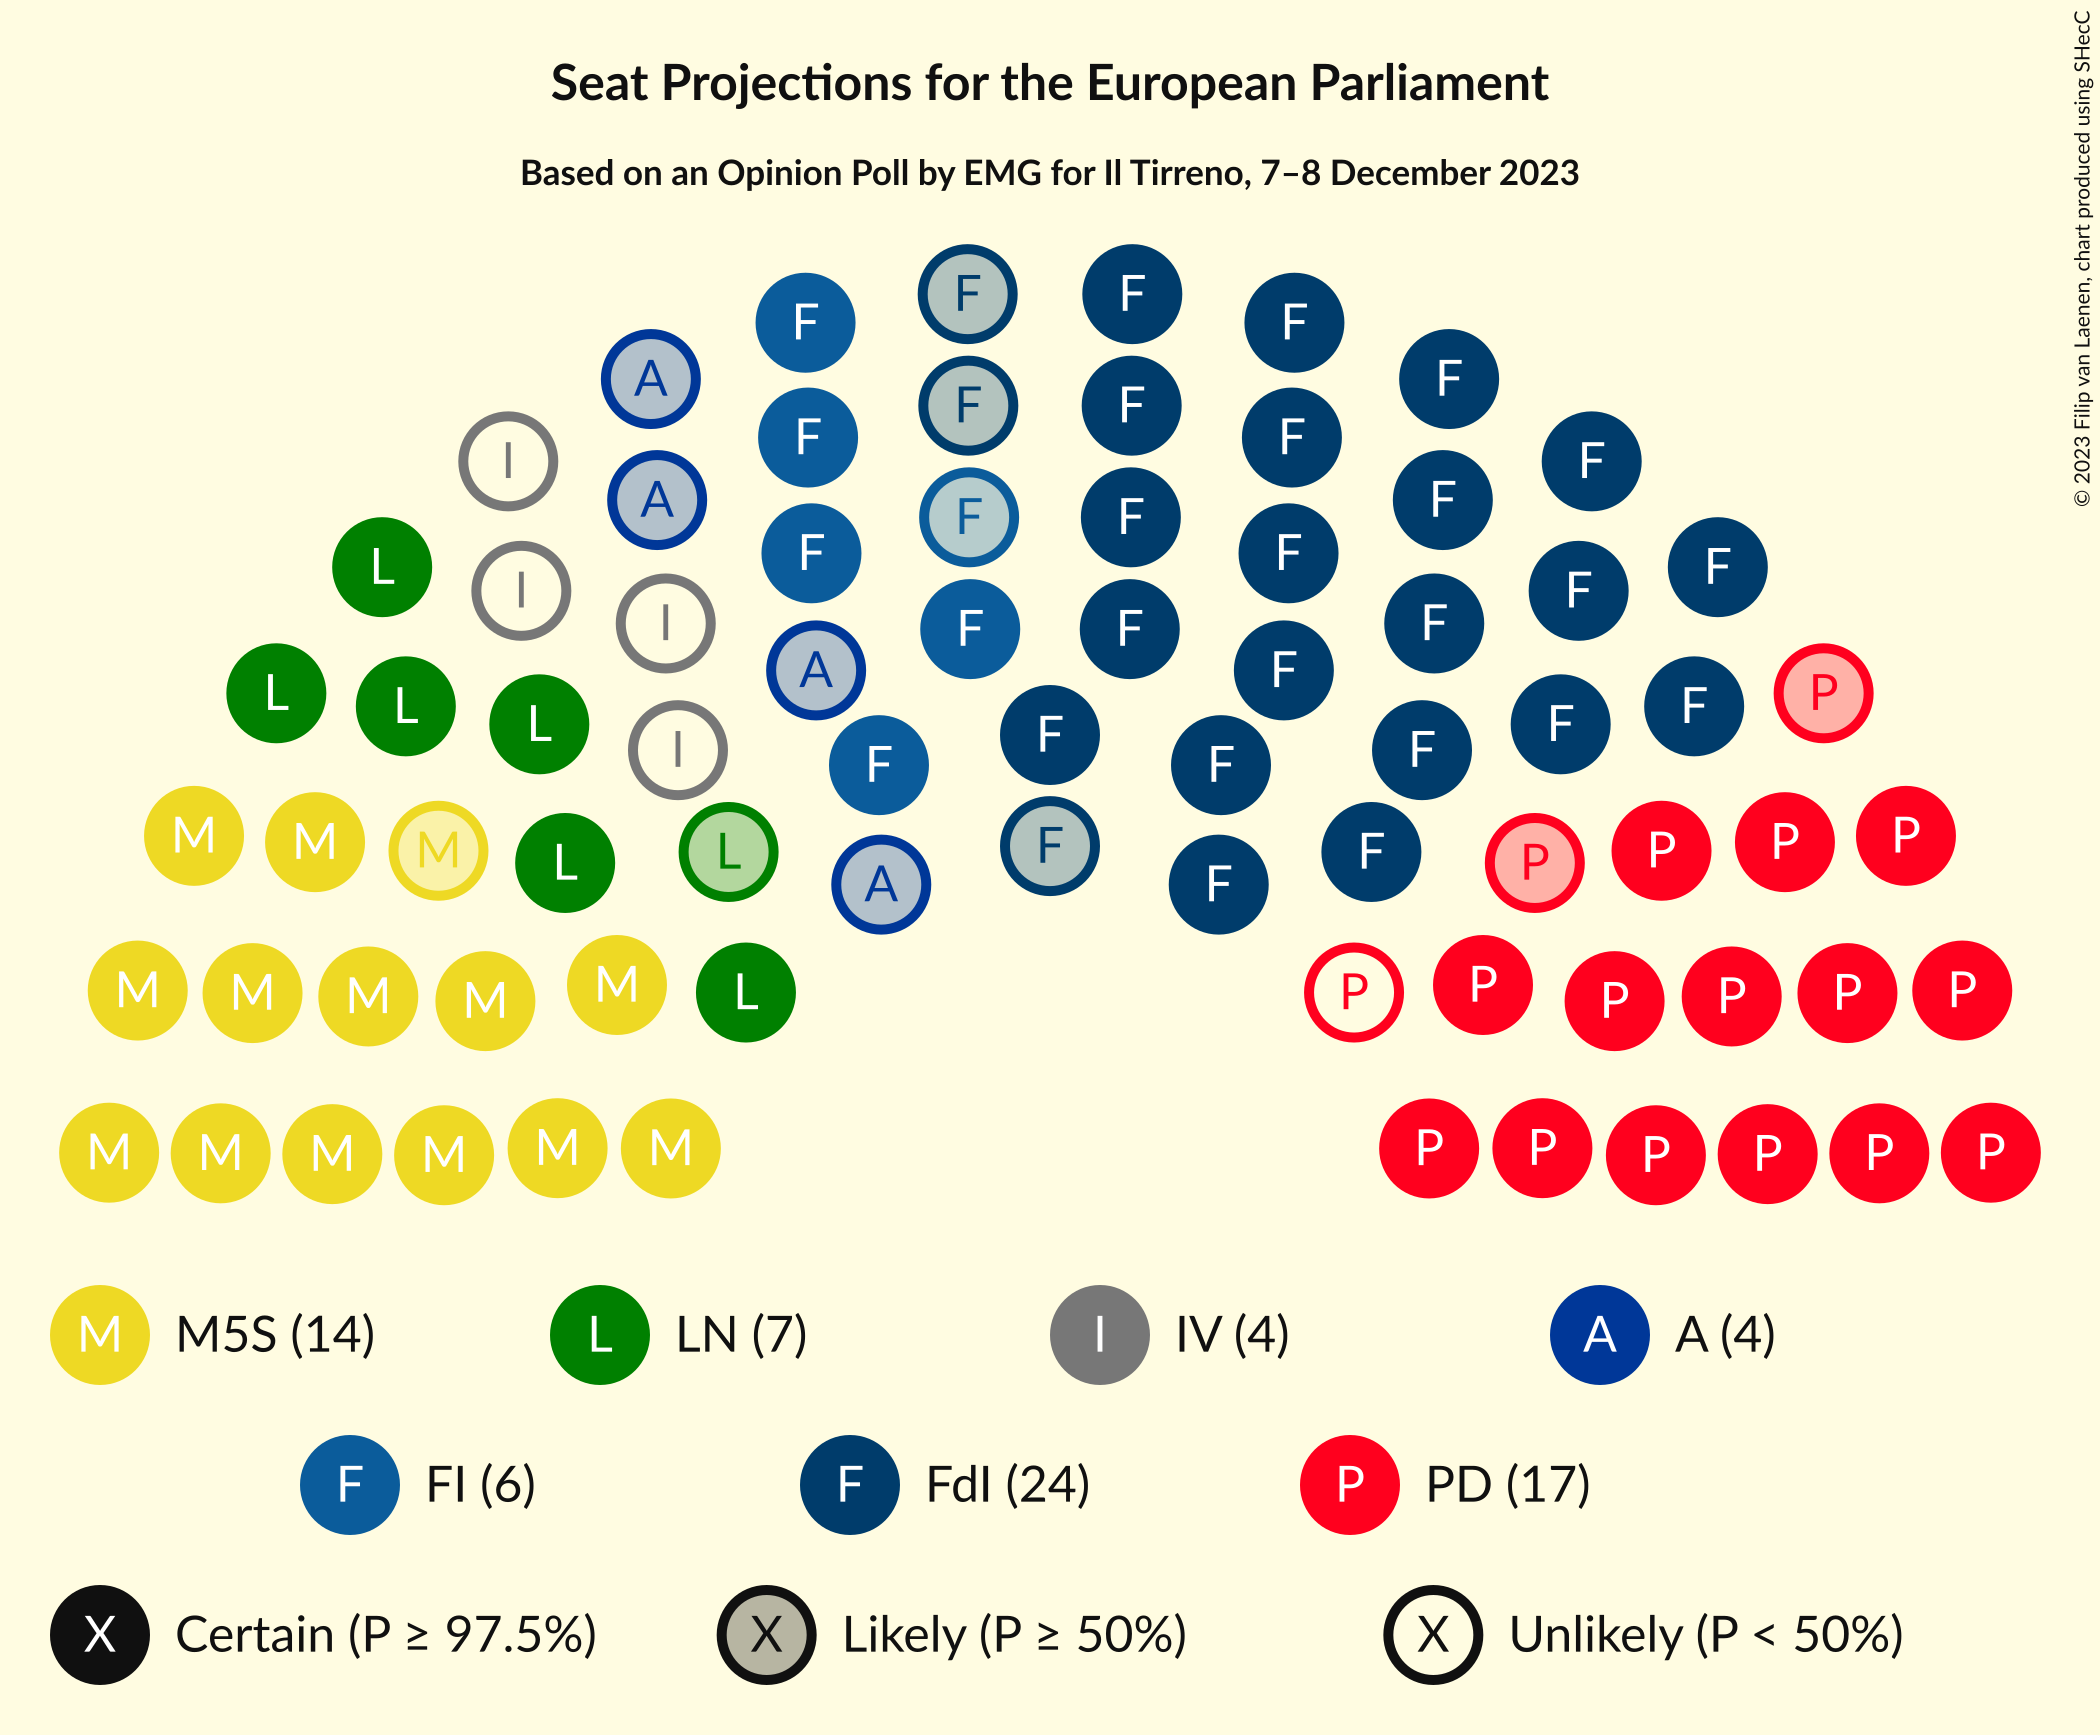 Seat Projections for the European Parliament
Based on an Opinion Poll by EMG for Il Tirreno, 7–8 December 2023
© 2023 Filip van Laenen, chart produced using SHecC
F F
F F
A F
I F F F
A F F A
F F
L I F F F
F F
I F I F
L F F P
L A F F
L F F
I F F F
F F
M M M L L A F F F P P P P
M M M M M L P P P P P P
M M M M M M P P P P P P
M M5S (14) L LN (7) I IV (4) A A (4)
F FI (6) F FdI (24) P PD (17)
X Certain (P ≥ 97.5%) X Likely (P ≥ 50%) X Unlikely (P < 50%)